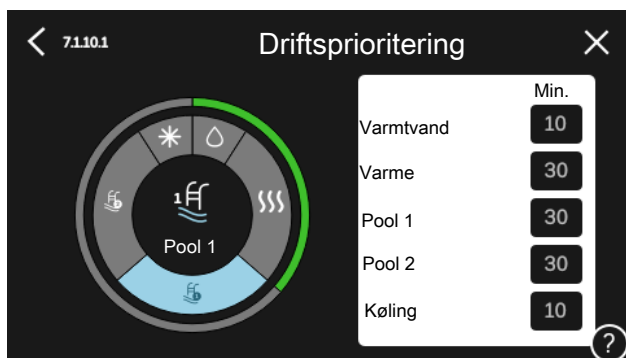 7.1.10.1 Driftsprioritering
Min.
Varmtvand 10
Varme 30
Pool 1 30
Pool 2 30
Køling 10
1
Pool 1
?